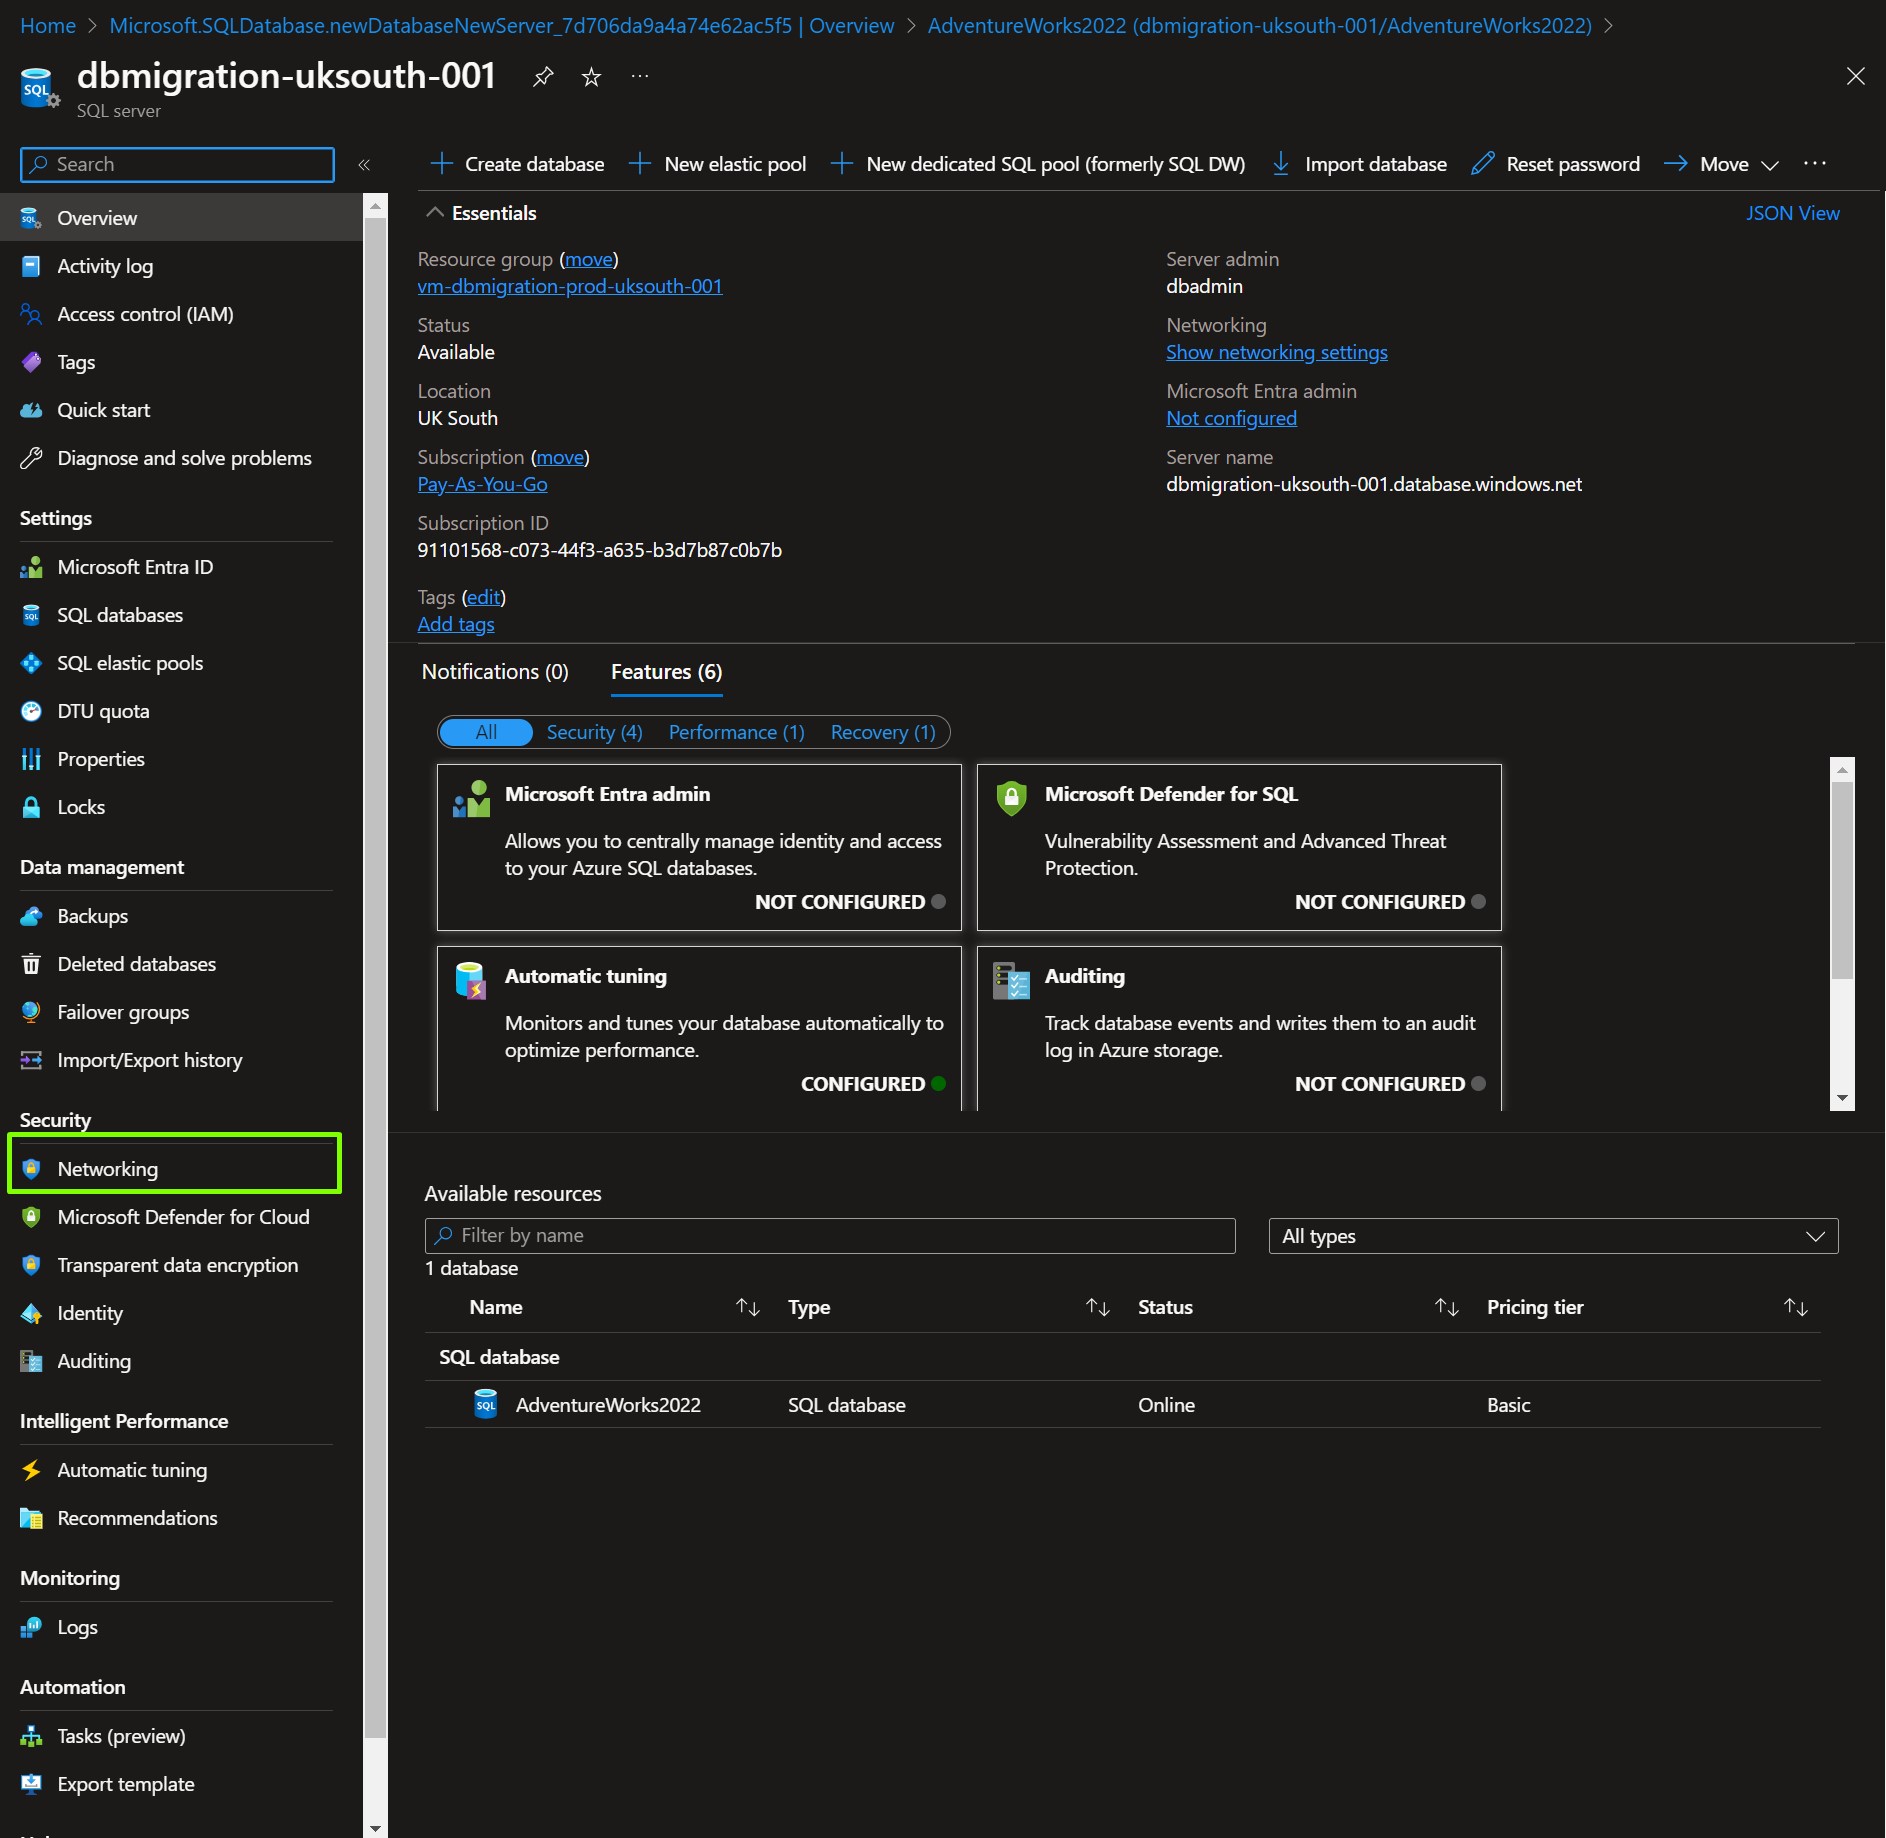 Home > Microsoft.SQLDatabase.newDatabaseNewServer_7d706da9a4a74e62ac5f5 | Overview > AdventureWorks2022 (dbmigration-uksouth-001/AdventureWorks2022) >
dbmigration-uksouth-001
SQL server
Search
Create database
New elastic pool
New dedicated SQL pool (formerly SQL DW)
Import database
Reset password
Move
Overview
Activity log
Access control (IAM)
Tags
Quick start
Diagnose and solve problems
Settings
Microsoft Entra ID
SQL databases
SQL elastic pools
DTU quota
Properties
Locks
Data management
Backups
Deleted databases
Failover groups
Import/Export history
Security
Networking
Microsoft Defender for Cloud
Transparent data encryption
Identity
Auditing
Intelligent Performance
Automatic tuning
Recommendations
Monitoring
Logs
Automation
Tasks (preview)
Export template
Essentials
JSON View
Resource group (move)
vm-dbmigration-prod-uksouth-001
Status
Available
Location
UK South
Subscription (move)
Pay-As-You-Go
Subscription ID
91101568-c073-44f3-a635-b3d7b87c0b7b
Tags (edit)
Add tags
Server admin
dbadmin
Networking
Show networking settings
Microsoft Entra admin
Not configured
Server name
dbmigration-uksouth-001.database.windows.net
Notifications (0)
Features (6)
All
Security (4)
Performance (1)
Recovery (1)
Microsoft Entra admin
Allows you to centrally manage identity and access
to your Azure SQL databases.
NOT CONFIGURED
Microsoft Defender for SQL
Vulnerability Assessment and Advanced Threat
Protection.
NOT CONFIGURED
Automatic tuning
Monitors and tunes your database automatically to
optimize performance.
CONFIGURED
Auditing
Track database events and writes them to an audit
log in Azure storage.
NOT CONFIGURED
Available resources
Filter by name
All types
1 database
Name
Type
Status
Pricing tier
SQL database
AdventureWorks2022
SQL database
Online
Basic